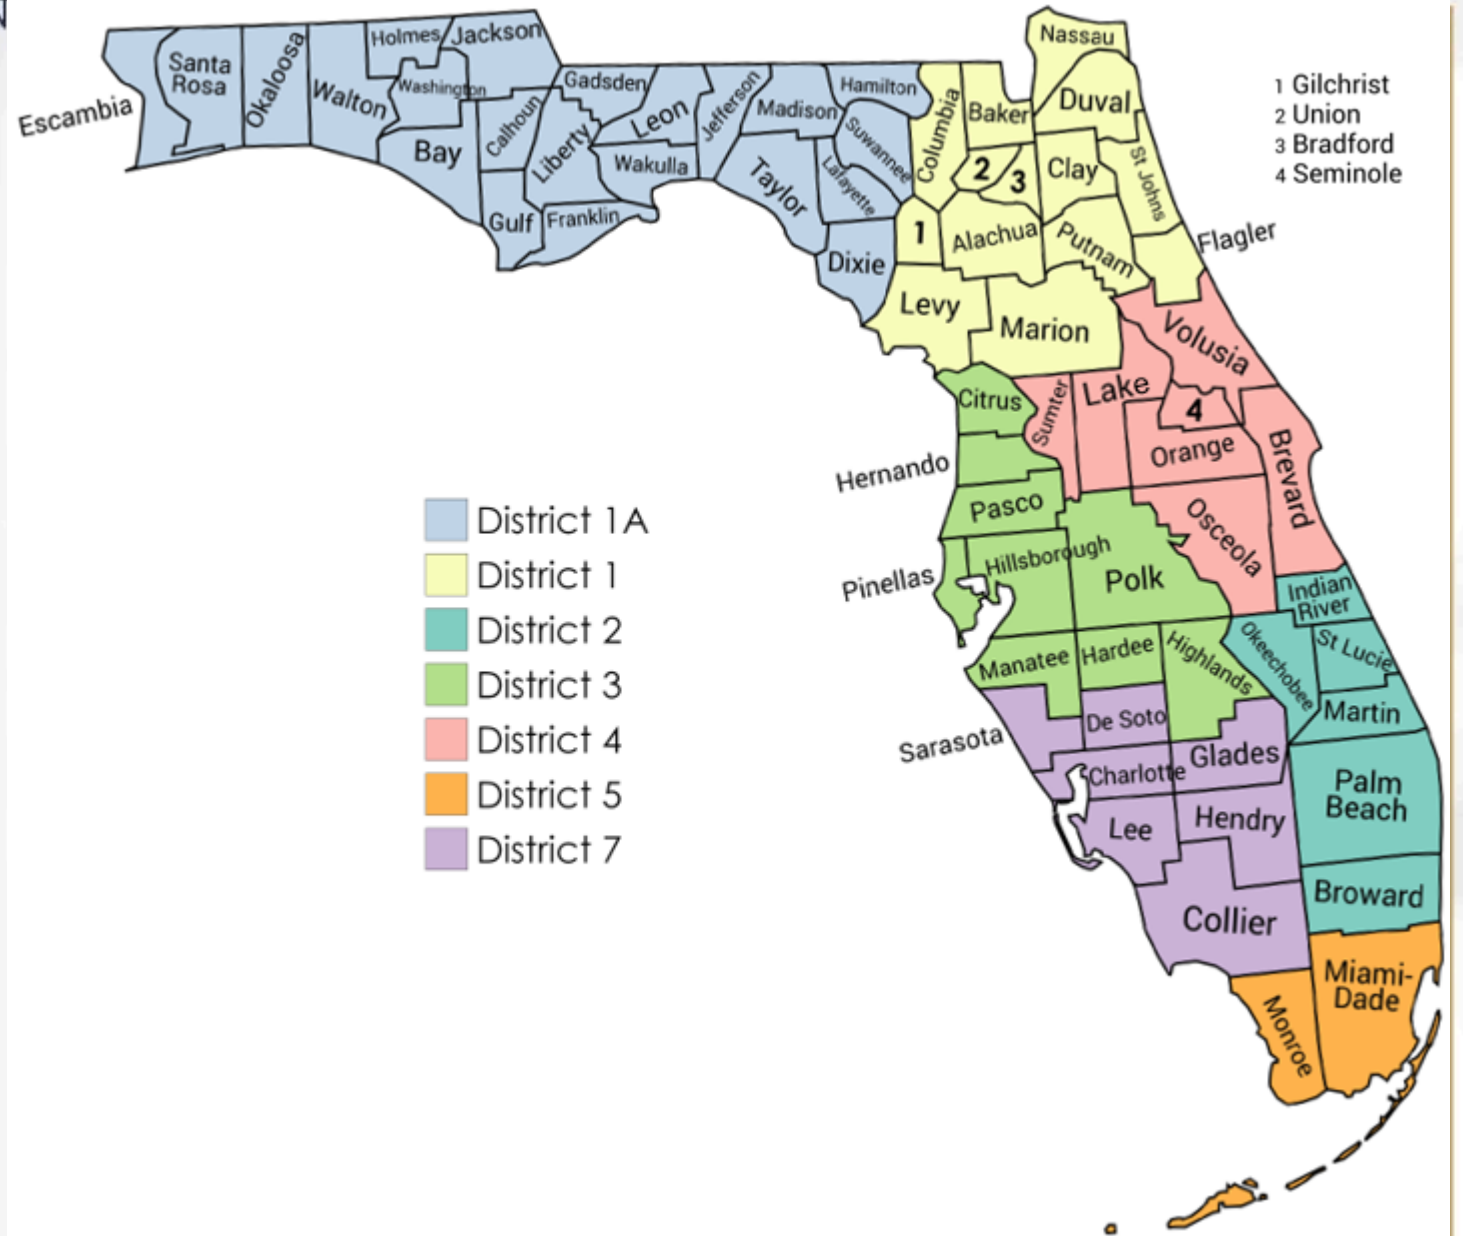 Nassau
Holmes
Jackson
Santa
Rosa
Okaloosa
Walton
Washington
Gadsden
Leon
Jefferson
Madison
Hamilton
Columbia
Baker
Duval
1 Gilchrist
2 Union
3 Bradford
4 Seminole
Escambia
Bay
Calhoun
Liberty
Wakulla
Taylor
Lafayette
Suwannee
2
3
Clay
St Johns
Gulf
Franklin
Dixie
1
Alachua
Putnam
Flagler
Levy
Marion
Volusia
Citrus
Sumter
Lake
4
Orange
Brevard
Hernando
Pasco
Osceola
Pinellas
Hillsborough
Polk
Indian
River
Manatee
Hardee
Highlands
Okeechobee
St Lucie
Martin
Sarasota
De Soto
Charlotte
Glades
Palm
Beach
Lee
Hendry
Broward
Collier
Miami-
Dade
Monroe
District 1A
District 1
District 2
District 3
District 4
District 5
District 7